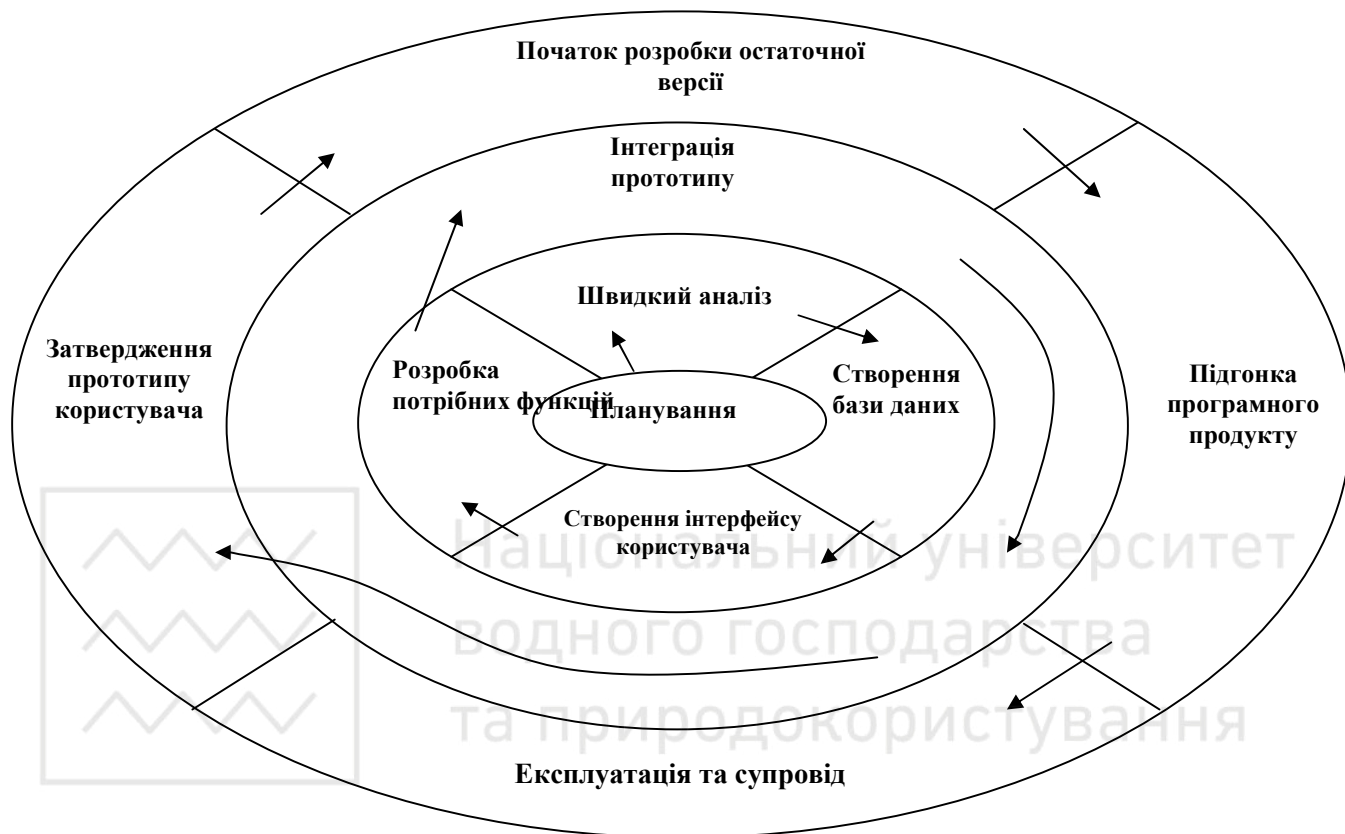 Початок розробки остаточної
версії
Інтеграція
прототипу
Швидкий аналіз
Затвердження
прототипу
користувача
Розробка
потрібних функцій
Планування
Створення
бази даних
Підгонка
програмного
продукту
Створення інтерфейсу
користувача
Національний університет
водного господарства
та природокористування
Експлуатація та супровід